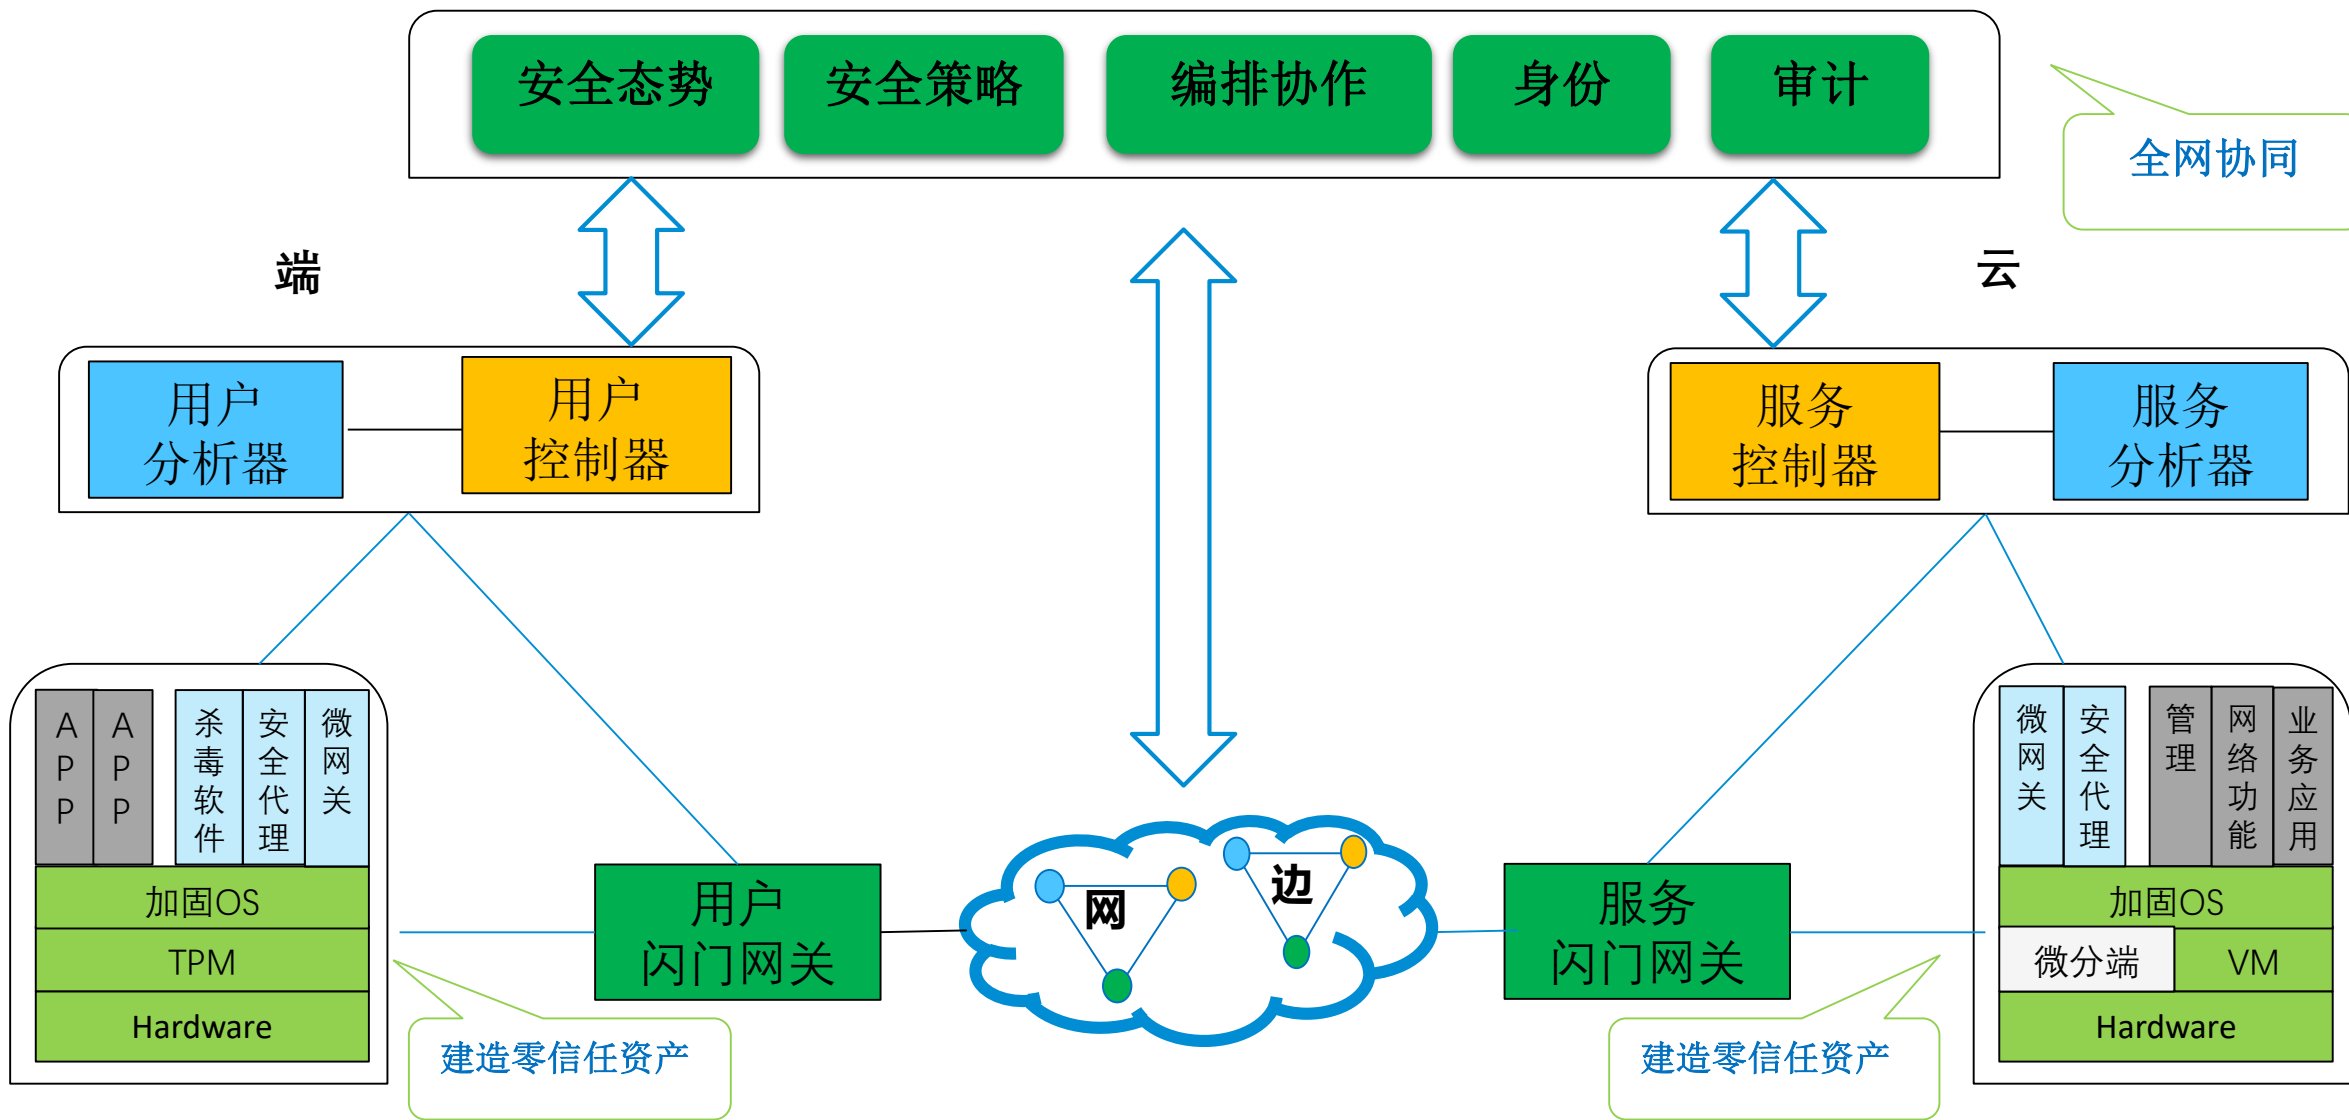 安全态势
安全策略
编排协作
身份
审计
全网协同
端
云
用户
分析器
用户
控制器
服务
控制器
服务
分析器
APP
APP
杀毒软件
安全代理
微网关
微网关
安全代理
管理
网络功能
业务应用
加固OS
TPM
Hardware
用户
闪门网关
网
边
服务
闪门网关
加固OS
微分端
VM
Hardware
建造零信任资产
建造零信任资产